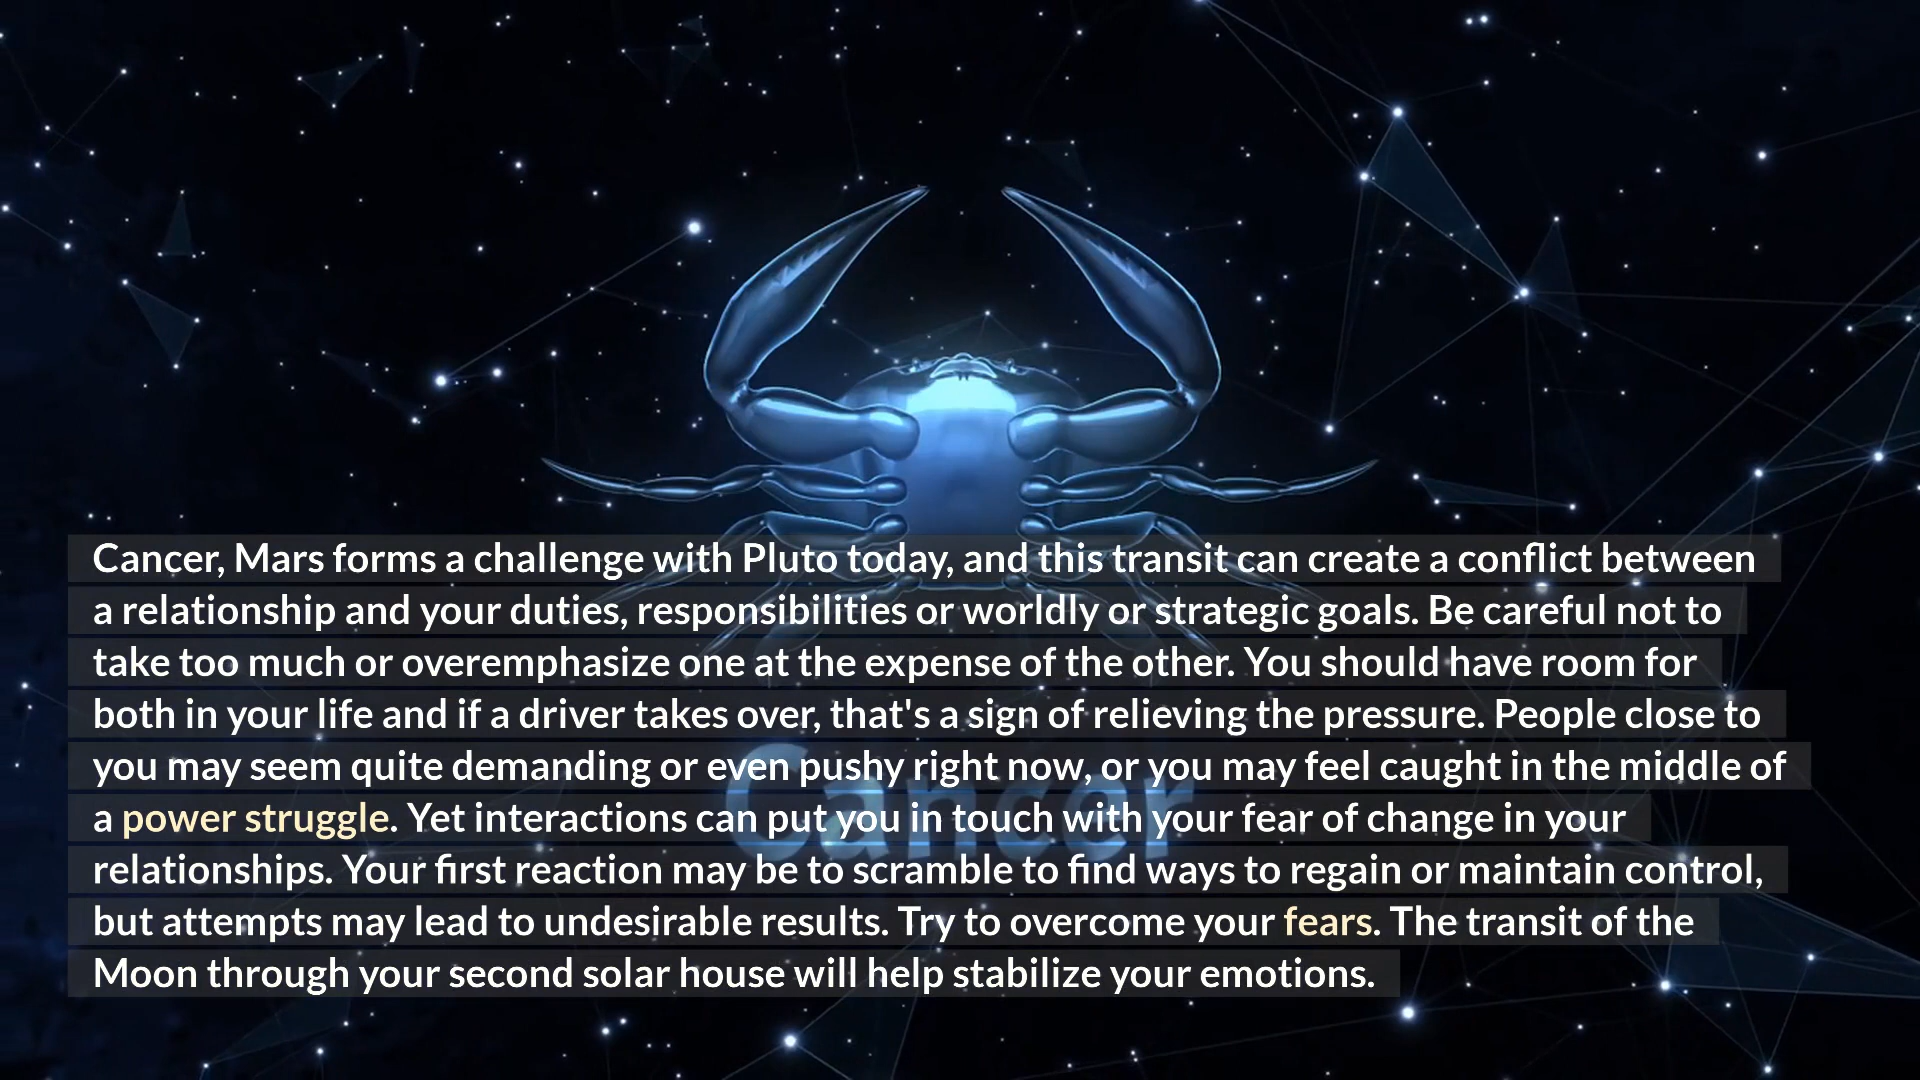 Cancer, Mars forms a challenge with Pluto today, and this transit can create a conflict between
a relationship and your duties, responsibilities or worldly or strategic goals. Be careful not to
take too much or overemphasize one at the expense of the other. You should have room for
both in your life and if a driver takes over, that's a sign of relieving the pressure. People close to
you may seem quite demanding or even pushy right now, or you may feel caught in the middle of
a power struggle. Yet interactions can put you in touch with your fear of change in your
relationships. Your first reaction may be to scramble to find ways to regain or maintain control,
but attempts may lead to undesirable results. Try to overcome your fears. The transit of the
Moon through your second solar house will help stabilize your emotions.
Cancer